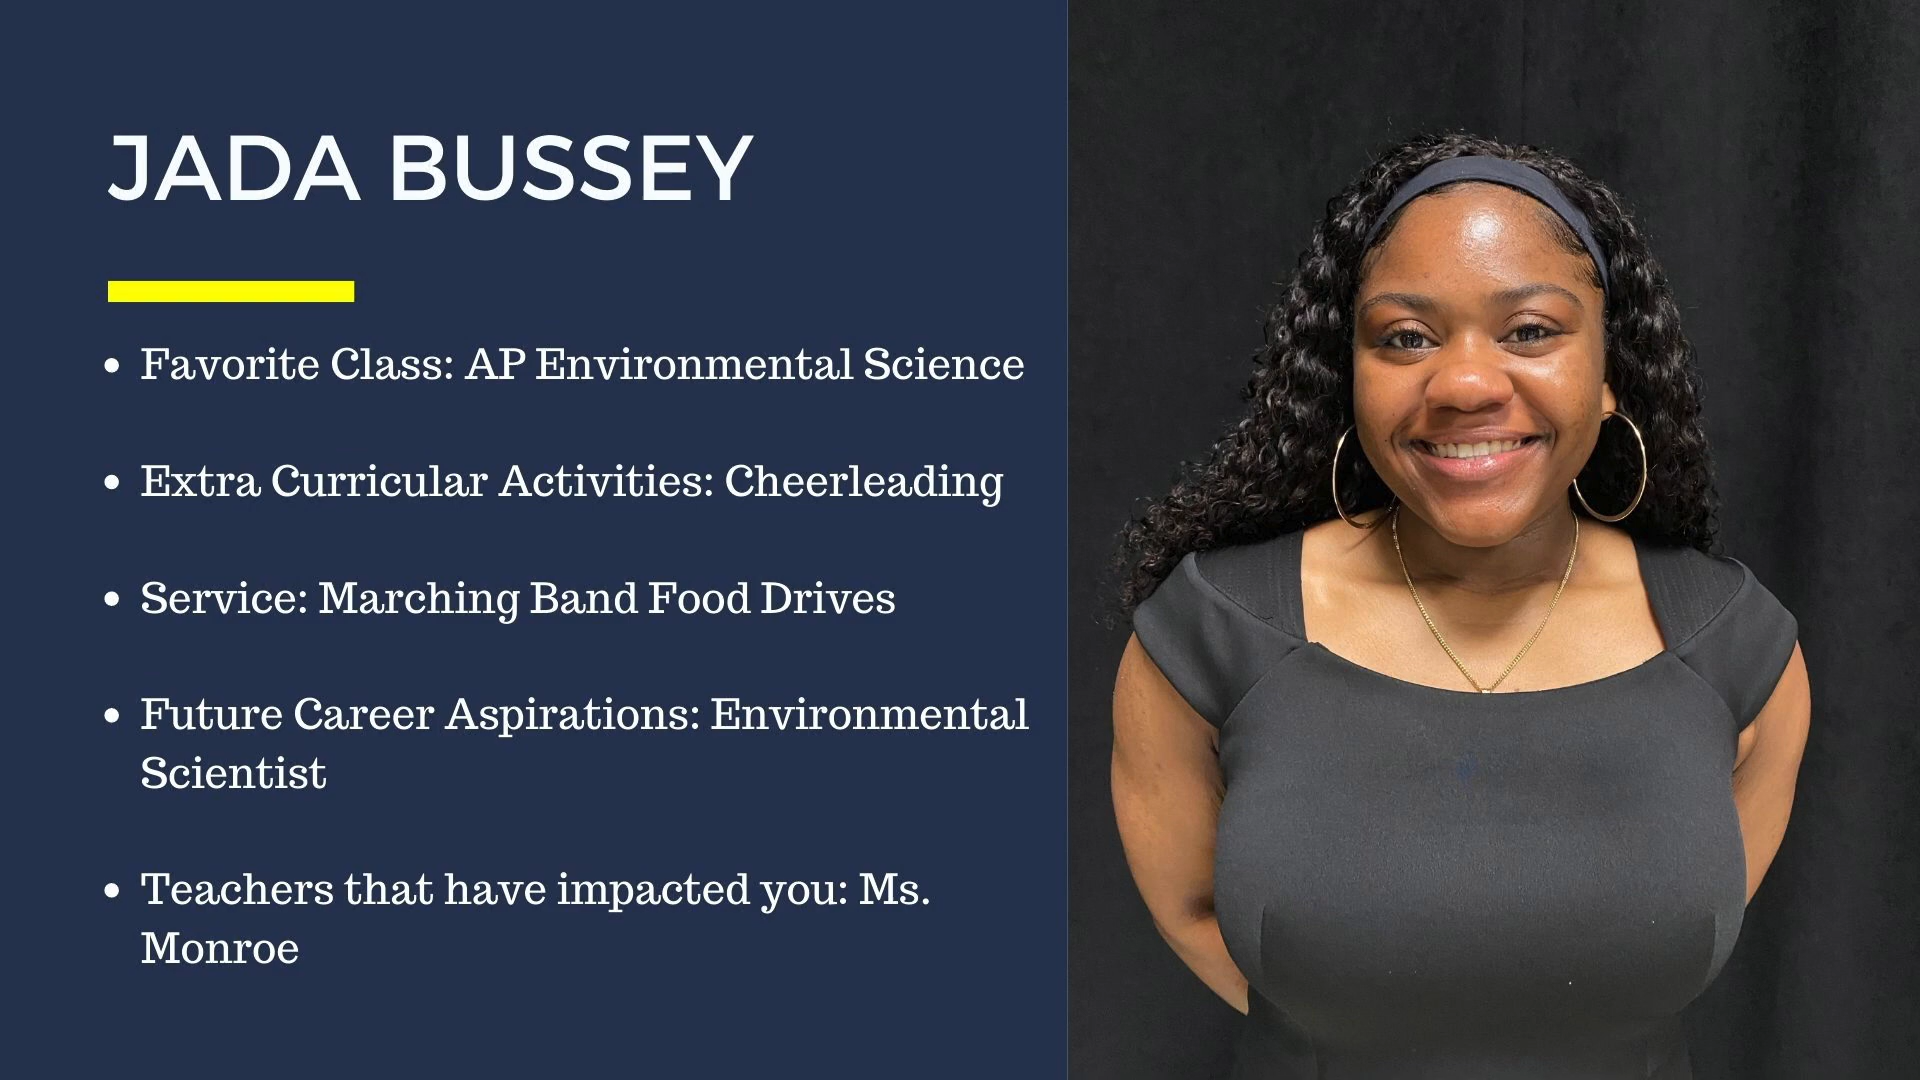 JADA BUSSEY
• Favorite Class: AP Environmental Science
• Extra Curricular Activities: Cheerleading
• Service: Marching Band Food Drives
• Future Career Aspirations: Environmental
Scientist
• Teachers that have impacted you: Ms.
Monroe